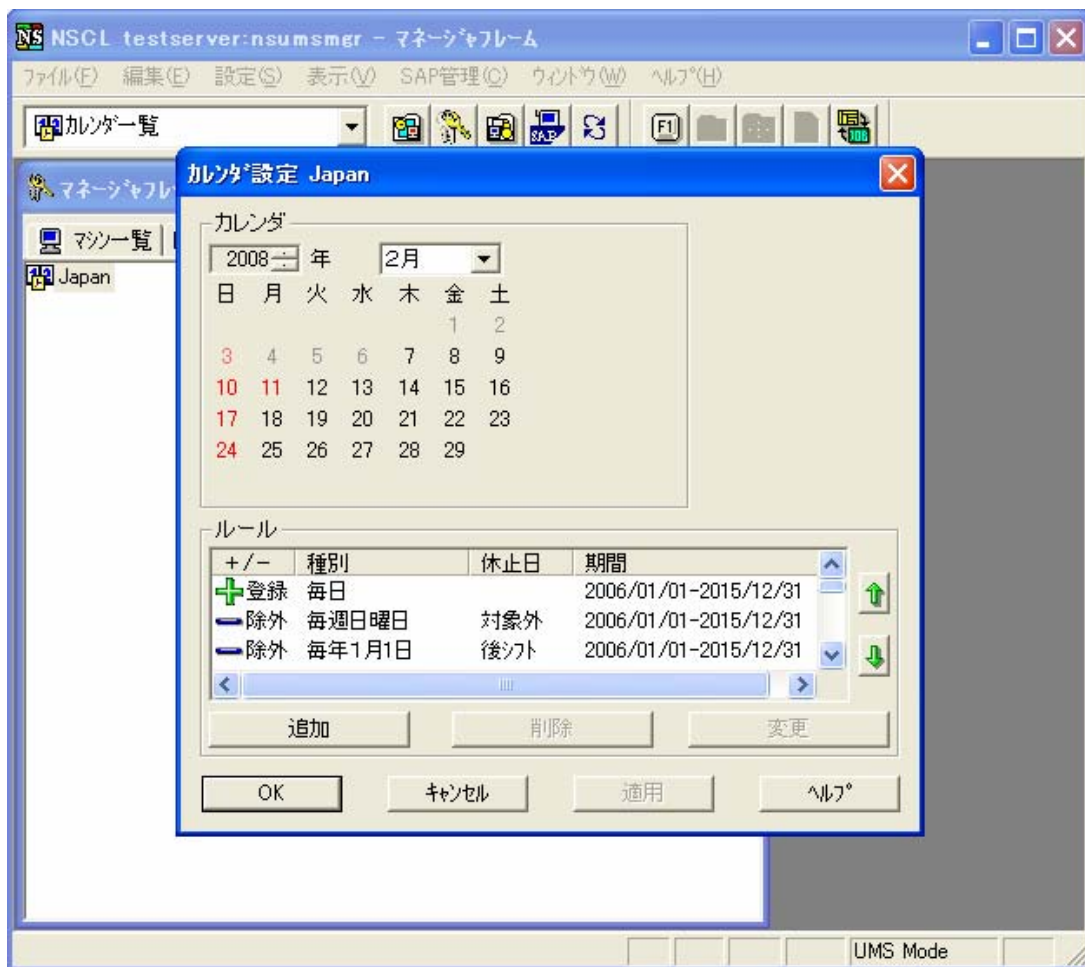 NS NSCL testserver:nsumsmgr - マネージャフレーム
ファイル(F) 編集(E) 設定(S) 表示(V) SAP管理(C) ウィンドウ(W) ヘルプ(H)
カレンダー覧 SAP F1 JOB
マネージャフレ
マシン一覧
Japan
カレンダ設定 Japan
カレンダ
2008 年 2月
日 月 火 水 木 金 土
1 2
3 4 5 6 7 8 9
10 11 12 13 14 15 16
17 18 19 20 21 22 23
24 25 26 27 28 29
ルール
+/- 種別 休止日 期間
登録 毎日 2006/01/01-2015/12/31
除外 毎週日曜日 対象外 2006/01/01-2015/12/31
除外 毎年1月1日 後シフト 2006/01/01-2015/12/31
追加 削除 変更
OK キャンセル 適用 ヘルプ
UMS Mode